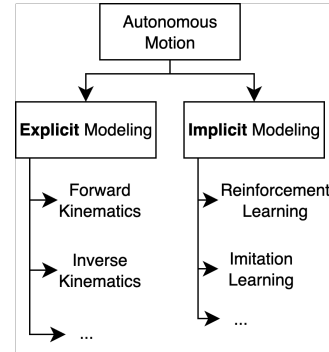 Autonomous
Motion
Explicit Modeling
Implicit Modeling
Forward
Kinematics
Inverse
Kinematics
...
Reinforcement
Learning
Imitation
Learning
...